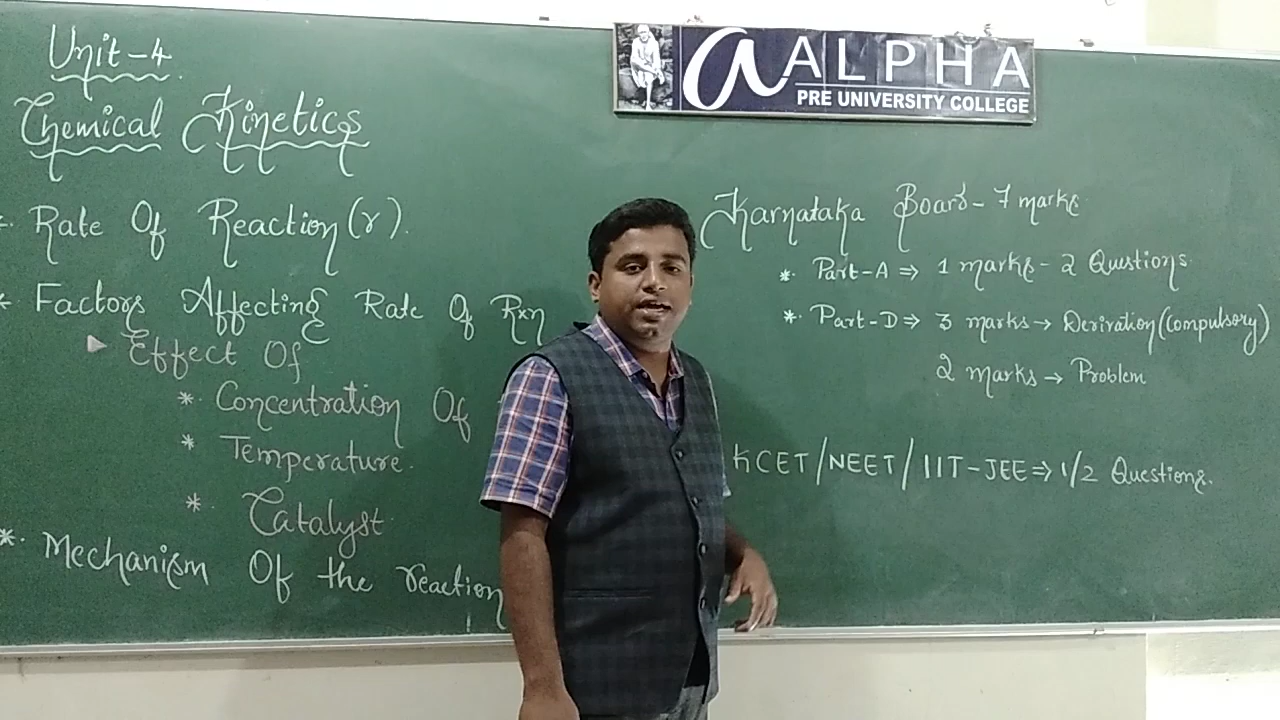 Unit-4
Chemical Kinetics
* Rate Of Reaction (r).
* Factors Affecting Rate Of Rxn
Effect Of
* Concentration Of
* Temperature.
* Catalyst
* Mechanism Of the reaction
a ALPHA
PRE UNIVERSITY COLLEGE
Karnataka Board - 7 marks
* Part-A ⇒ 1 marks - 2 Questions
* Part-D ⇒ 3 marks → Derivation (compulsory)
2 marks → Problem
KCET/NEET/IIT-JEE ⇒ 1/2 Questions.